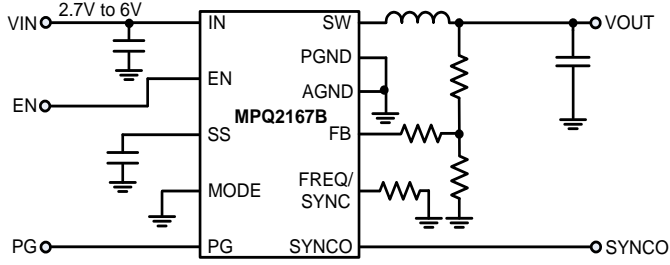 VIN
2.7V to 6V
IN
SW
VOUT
PGND
EN
EN
AGND
MPQ2167B
SS
FB
MODE
FREQ/
SYNC
PG
PG
SYNCO
SYNCO